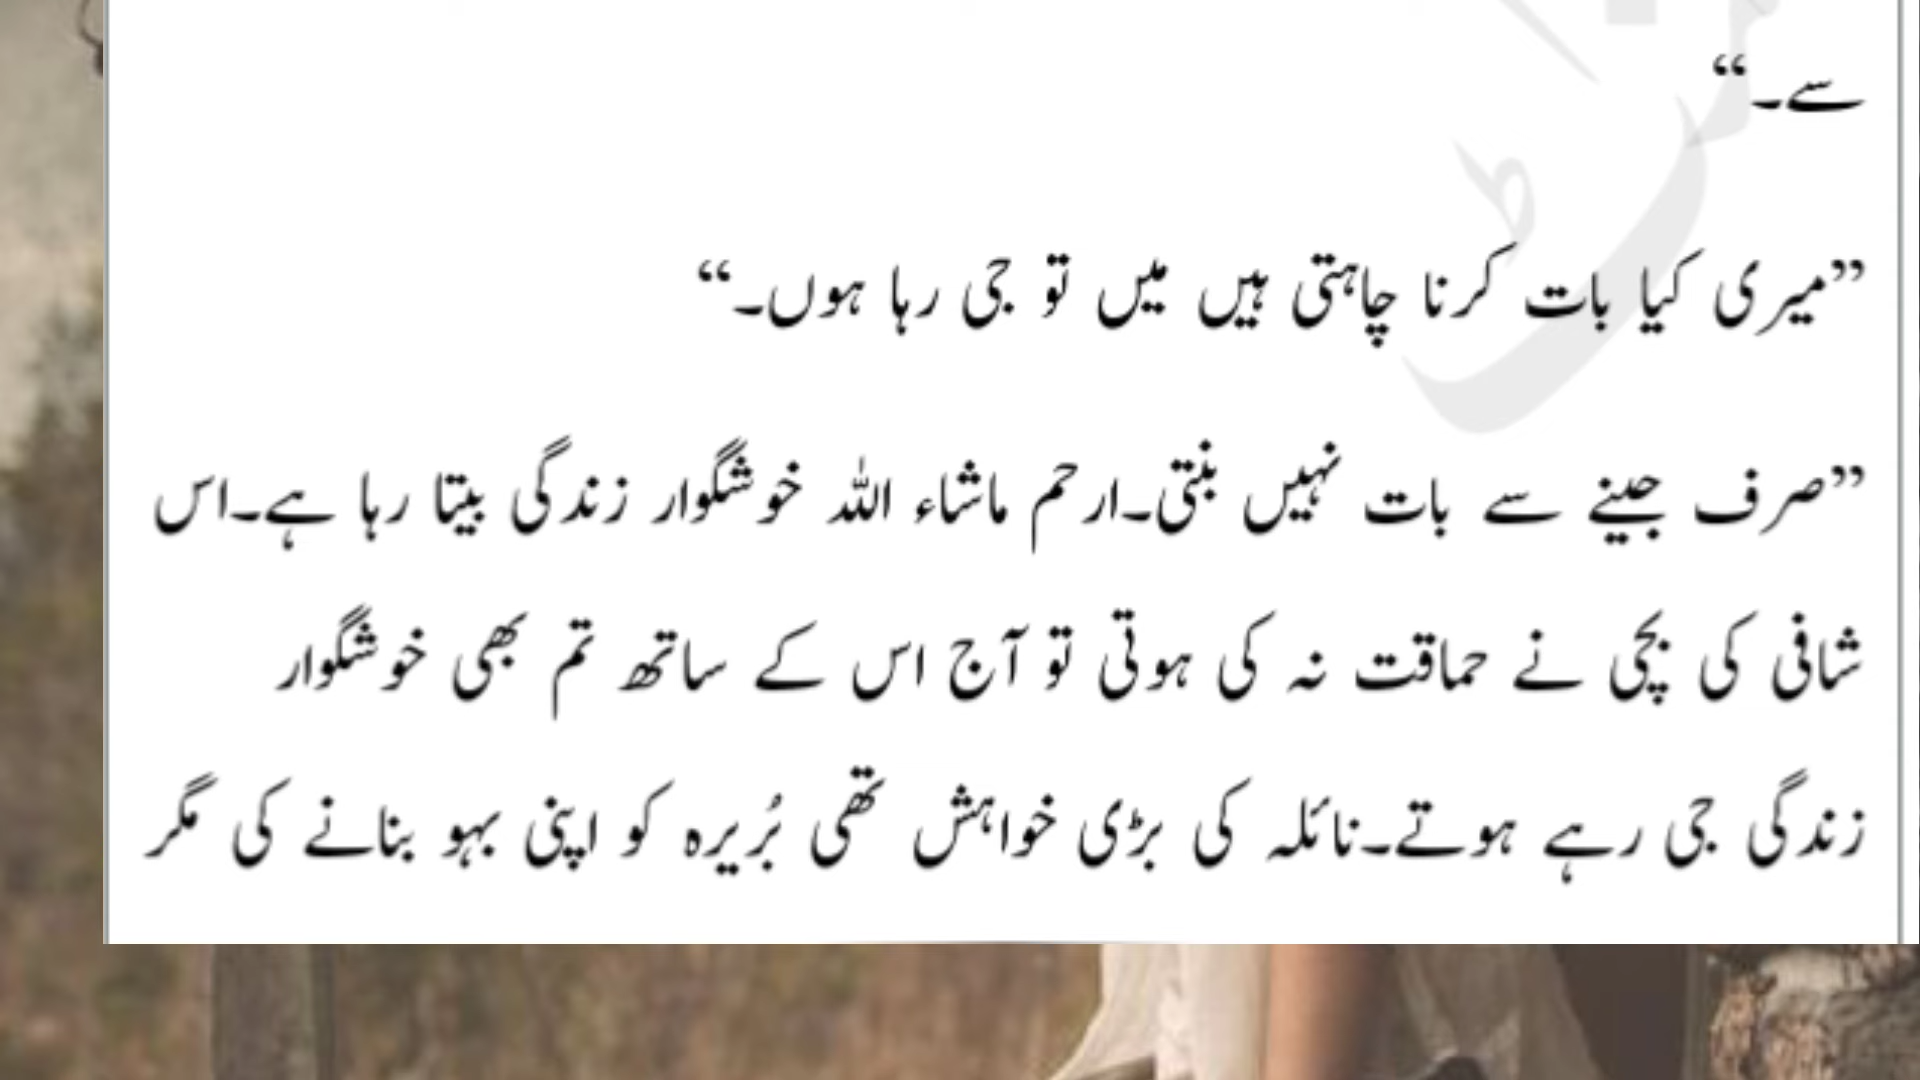 سے۔“
”میری کیا بات کرنا چاہتی ہیں میں تو جی رہا ہوں۔“
”صرف جینے سے بات نہیں بنتی۔ارحم ماشاء اللہ خوشگوار زندگی بیتا رہا ہے۔اس
شافی کی بچی نے حماقت نہ کی ہوتی تو آج اس کے ساتھ تم بھی خوشگوار
زندگی جی رہے ہوتے۔نائلہ کی بڑی خواہش تھی بُریرہ کو اپنی بہو بنانے کی مگر